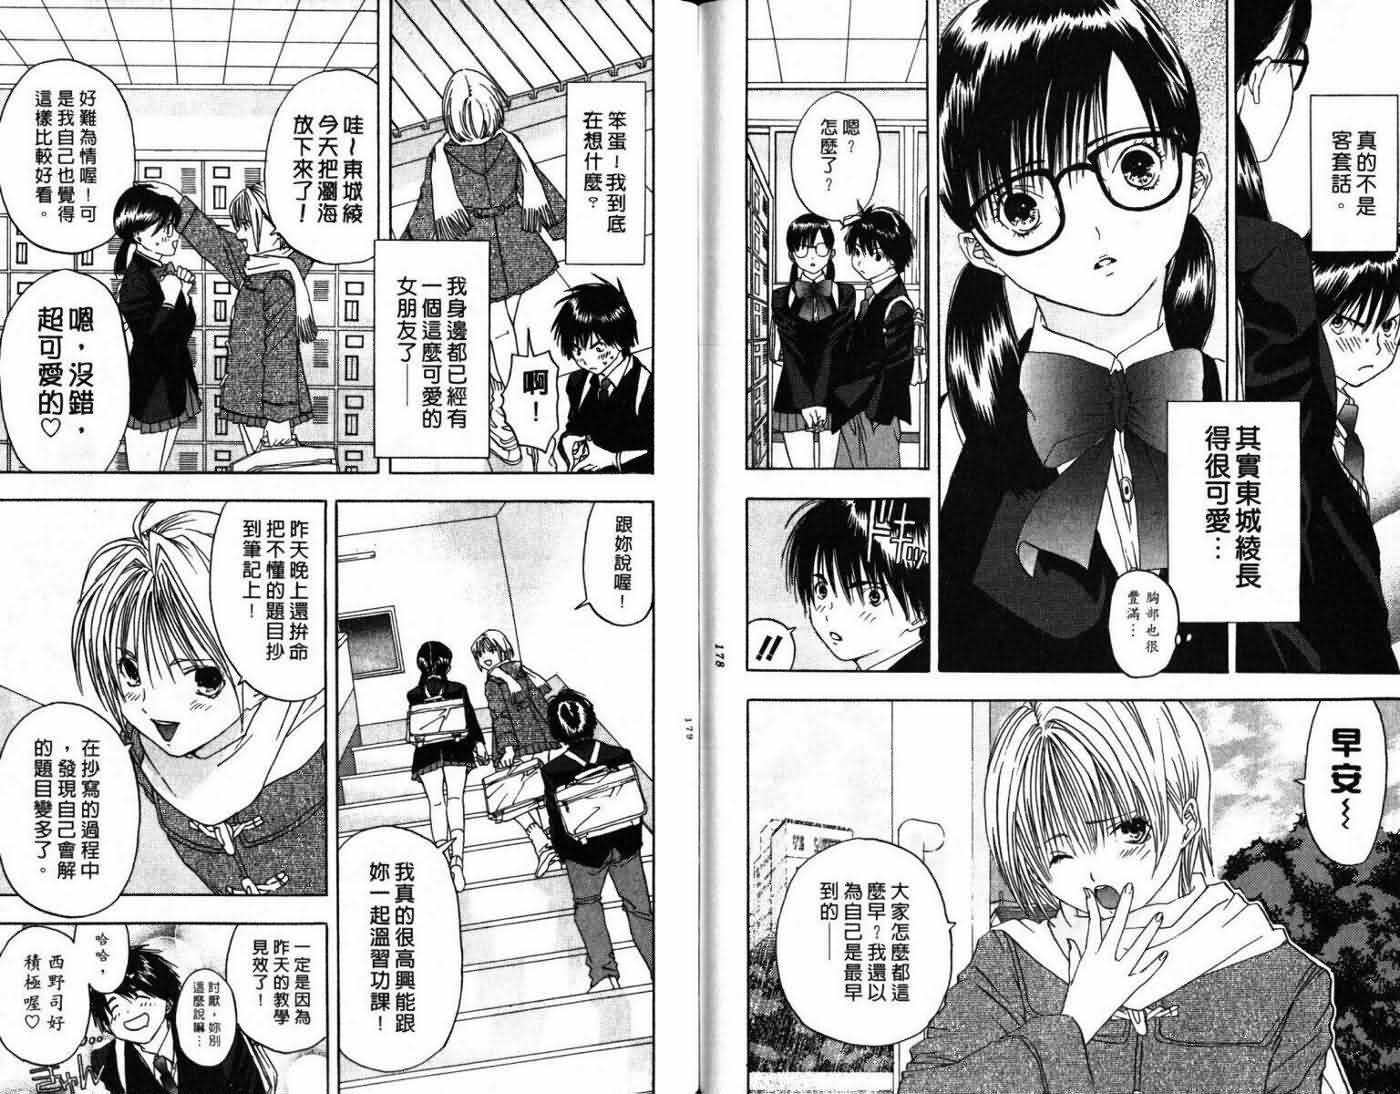 真的不是
客套話。
其實東城綾長
得很可愛…
胸部也很
豐滿…
嗯？
怎麼了？
ドキドキッ
!!
早安~
大家怎麼都這
麼早？我還以
為自己是最早
到的——
178
笨蛋！我到底
在想什麼？
我身邊都已經有
一個這麼可愛的
女朋友了——
啊！
哇~東城綾
今天把瀏海
放下來了！
好難為情喔！可
是我自己也覺得
這樣比較好看。
嗯，沒錯，
超可愛的♡
跟妳說喔！
我真的很高興能跟
妳一起溫習功課！
昨天晚上還拚命
把不懂的題目抄
到筆記上！
在抄寫的過程中
，發現自己會解
的題目變多了。
一定是因為
昨天的教學
見效了！
討厭，妳別
這麼說嘛…
哈哈，
西野司好
積極喔♡
179